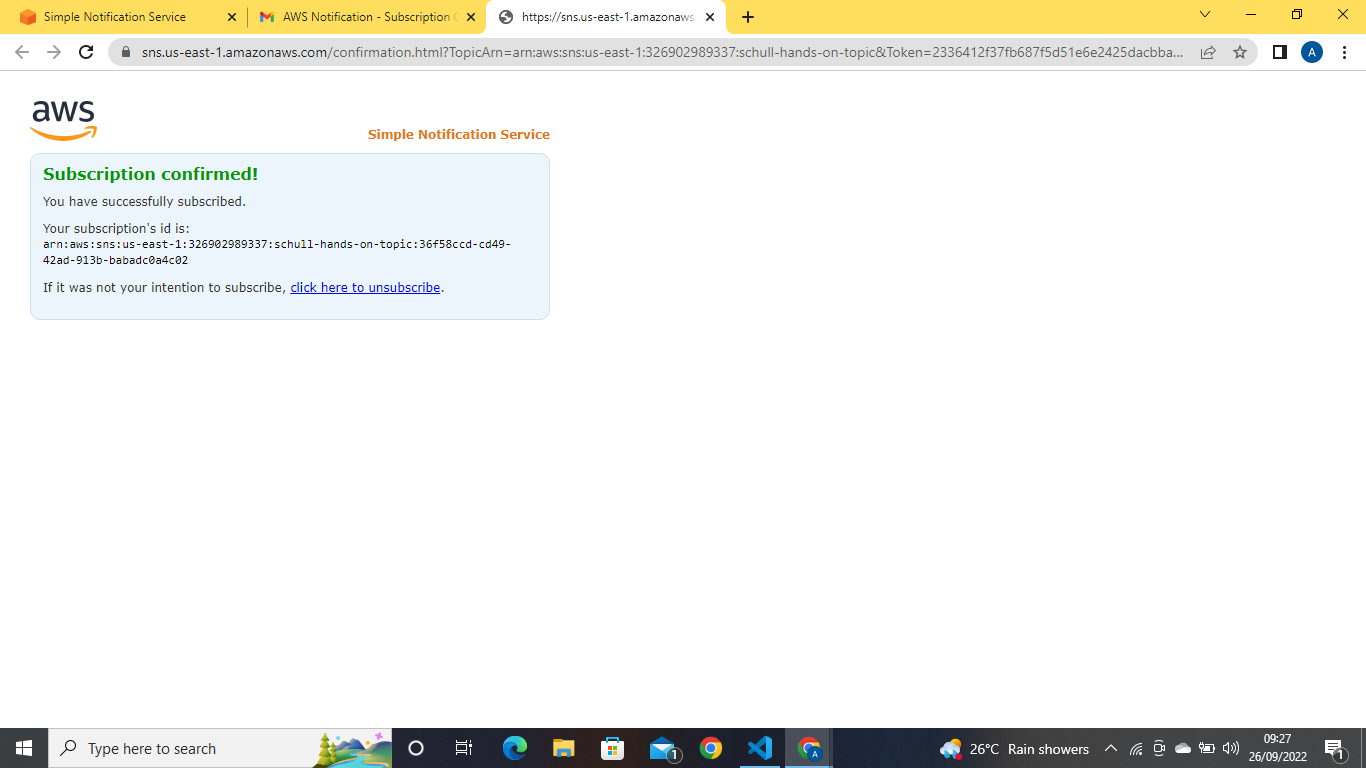 Simple Notification Service
AWS Notification - Subscription C
https://sns.us-east-1.amazonaws.
sns.us-east-1.amazonaws.com/confirmation.html?TopicArn=arn:aws:sns:us-east-1:326902989337:schull-hands-on-topic&Token=2336412f37fb687f5d51e6e2425dacbba...
A
aws
Simple Notification Service
Subscription confirmed!
You have successfully subscribed.
Your subscription's id is:
arn:aws:sns:us-east-1:326902989337:schull-hands-on-topic:36f58ccd-cd49-
42ad-913b-babadc0a4c02
If it was not your intention to subscribe, click here to unsubscribe.
Type here to search
1
A
26°C Rain showers
09:27
26/09/2022
1